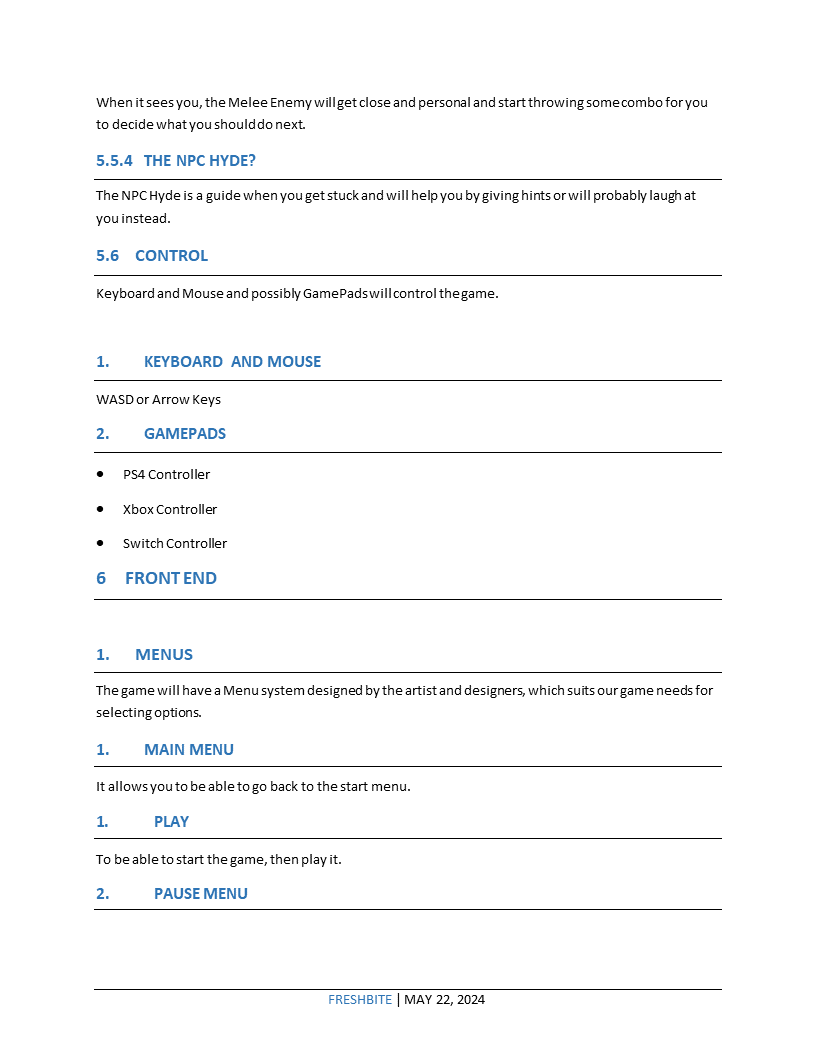 When it sees you, the Melee Enemy will get close and personal and start throwing some combo for you
to decide what you should do next.
5.5.4 THE NPC HYDE?
The NPC Hyde is a guide when you get stuck and will help you by giving hints or will probably laugh at
you instead.
5.6 CONTROL
Keyboard and Mouse and possibly GamePads will control the game.
1. KEYBOARD AND MOUSE
WASD or Arrow Keys
2. GAMEPADS
• PS4 Controller
• Xbox Controller
• Switch Controller
6 FRONT END
1. MENUS
The game will have a Menu system designed by the artist and designers, which suits our game needs for
selecting options.
1. MAIN MENU
It allows you to be able to go back to the start menu.
1. PLAY
To be able to start the game, then play it.
2. PAUSE MENU
FRESHBITE | MAY 22, 2024